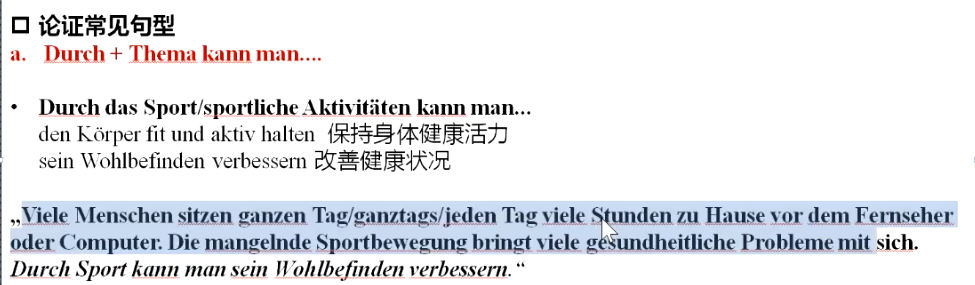 □ 论证常见句型
a. Durch + Thema kann man....
• Durch das Sport/sportliche Aktivitäten kann man...
den Körper fit und aktiv halten 保持身体健康活力
sein Wohlbefinden verbessern 改善健康状况
„Viele Menschen sitzen ganzen Tag/ganztags/jeden Tag viele Stunden zu Hause vor dem Fernseher
oder Computer. Die mangelnde Sportbewegung bringt viele gesundheitliche Probleme mit sich.
Durch Sport kann man sein Wohlbefinden verbessern.“